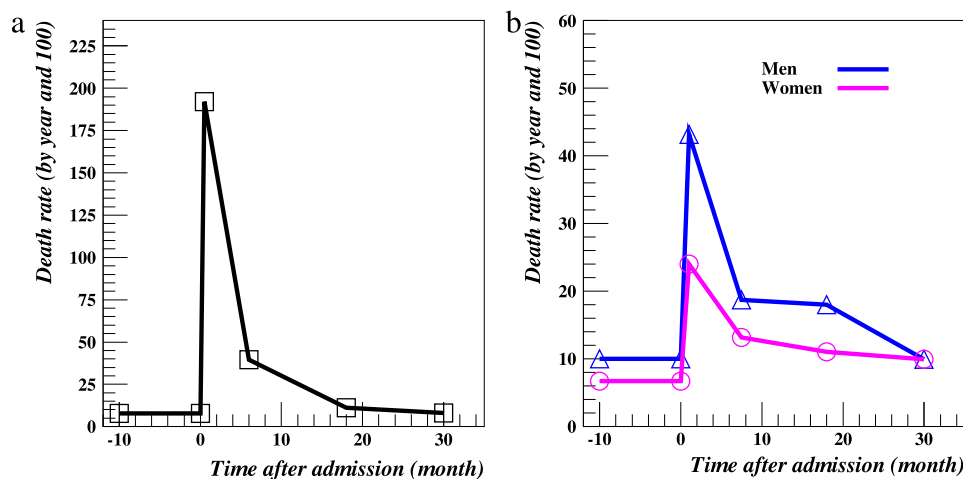 a
Death rate (by year and 100)
225
200
175
150
125
100
75
50
25
0
-10 0 10 20 30
Time after admission (month)
b
Death rate (by year and 100)
60
50
40
30
20
10
0
Men
Women
-10 0 10 20 30
Time after admission (month)